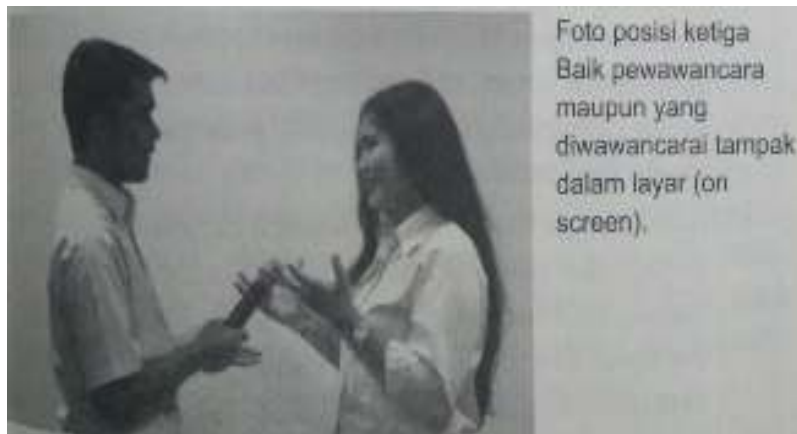 Foto posisi ketiga
Baik pewawancara
maupun yang
diwawancarai tampak
dalam layar (on
screen).